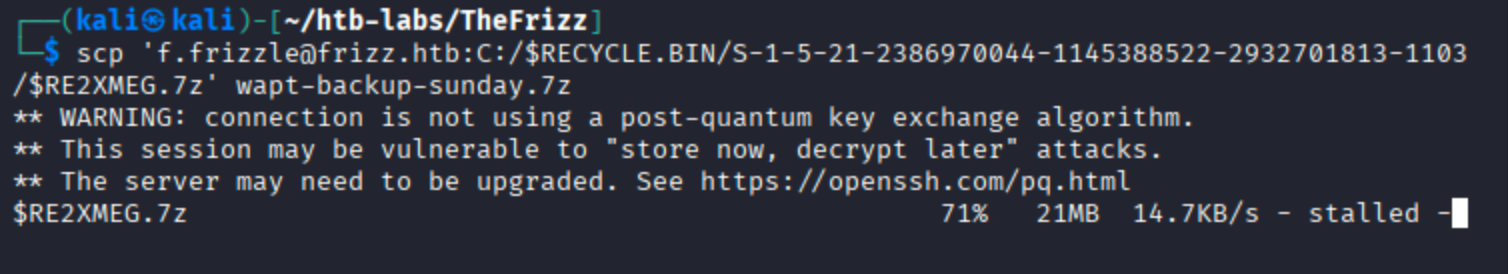 ┌──(kali㉿kali)-[~/htb-labs/TheFrizz]
└─$ scp 'f.frizzle@frizz.htb:C:/$RECYCLE.BIN/S-1-5-21-2386970044-1145388522-2932701813-1103
/$RE2XMEG.7z' wapt-backup-sunday.7z
** WARNING: connection is not using a post-quantum key exchange algorithm.
** This session may be vulnerable to "store now, decrypt later" attacks.
** The server may need to be upgraded. See https://openssh.com/pq.html
$RE2XMEG.7z 71% 21MB 14.7KB/s - stalled -